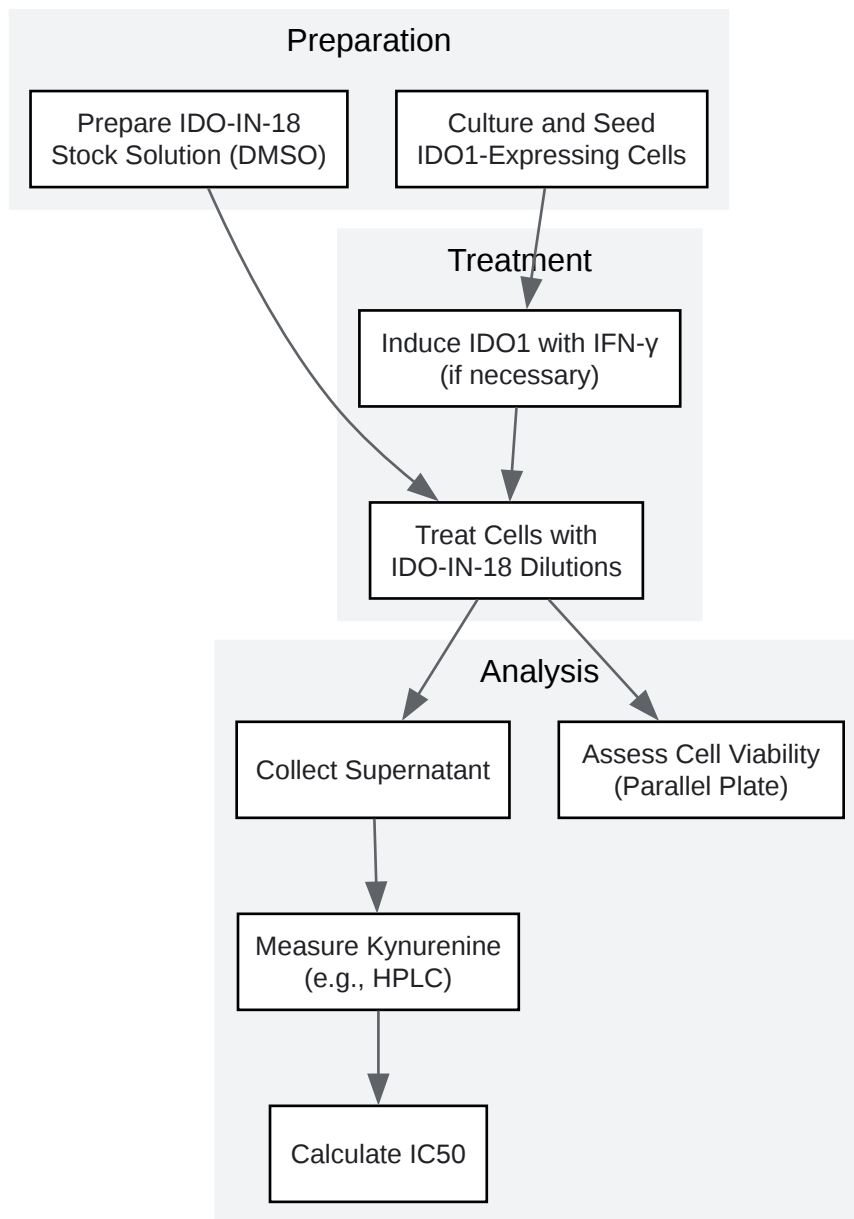 Preparation
Prepare IDO-IN-18
Stock Solution (DMSO)
Culture and Seed
IDO1-Expressing Cells
Treatment
Induce IDO1 with IFN-γ
(if necessary)
Treat Cells with
IDO-IN-18 Dilutions
Analysis
Collect Supernatant
Assess Cell Viability
(Parallel Plate)
Measure Kynurenine
(e.g., HPLC)
Calculate IC50